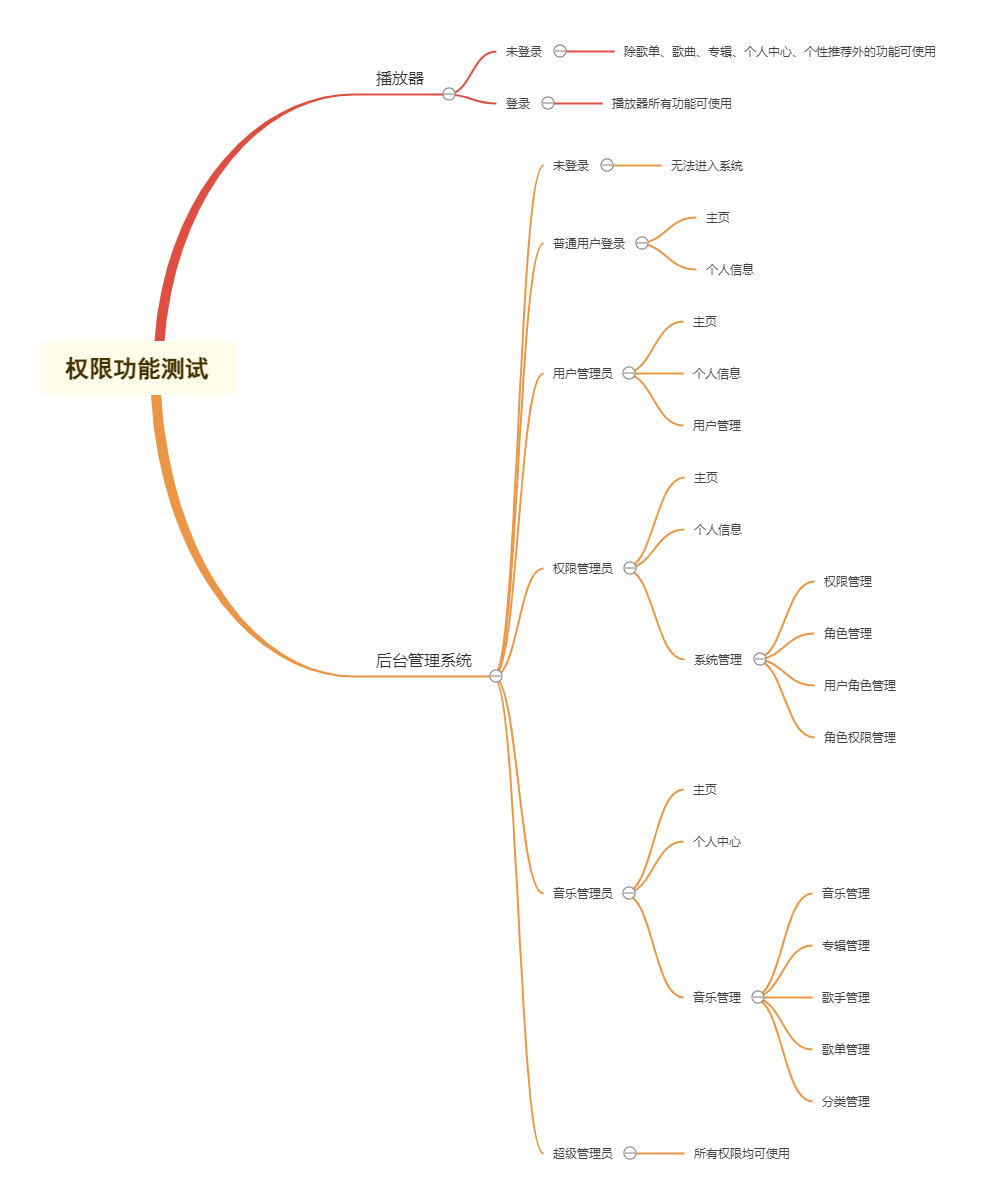 权限功能测试
播放器
未登录
除歌单、歌曲、专辑、个人中心、个性推荐外的功能可使用
登录
播放器所有功能可使用
后台管理系统
未登录
无法进入系统
普通用户登录
主页
个人信息
用户管理员
主页
个人信息
用户管理
权限管理员
主页
个人信息
系统管理
权限管理
角色管理
用户角色管理
角色权限管理
音乐管理员
主页
个人中心
音乐管理
音乐管理
专辑管理
歌手管理
歌单管理
分类管理
超级管理员
所有权限均可使用